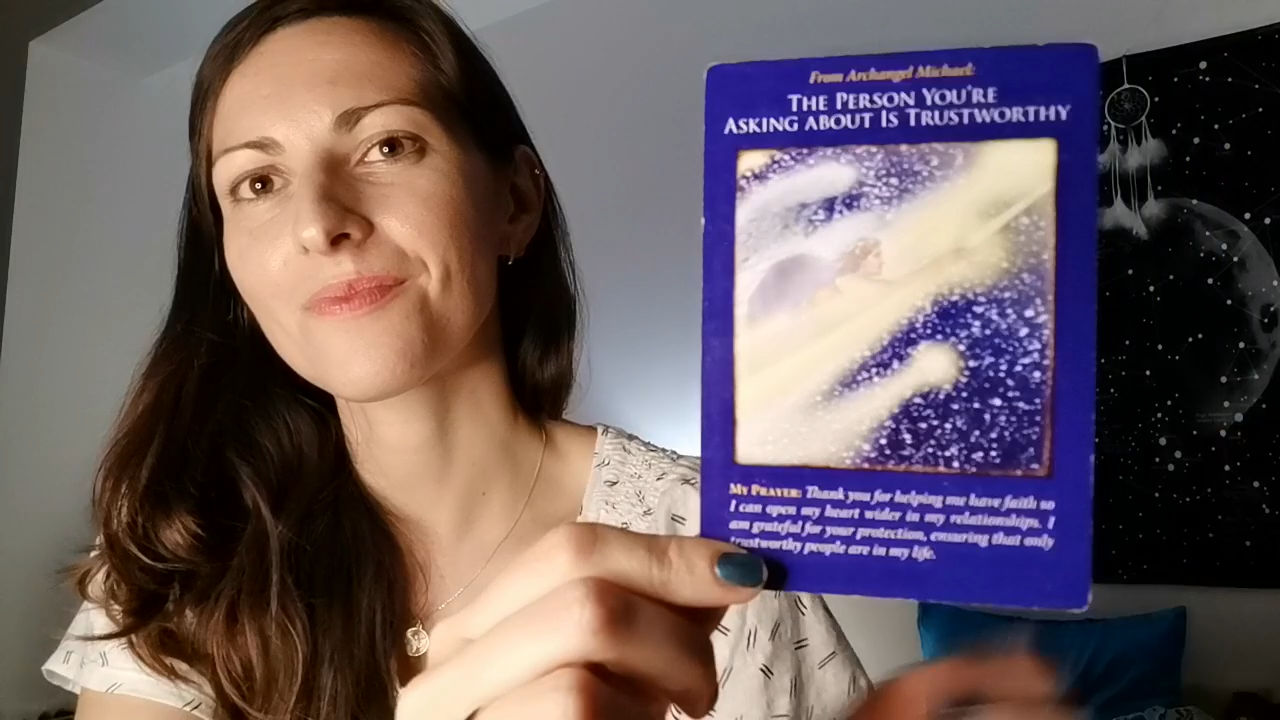 From Archangel Michael:
THE PERSON YOU'RE
ASKING ABOUT IS TRUSTWORTHY
MY PRAYER: Thank you for helping me have faith so
I can open my heart wider in my relationships. I
am grateful for your protection, ensuring that only
trustworthy people are in my life.